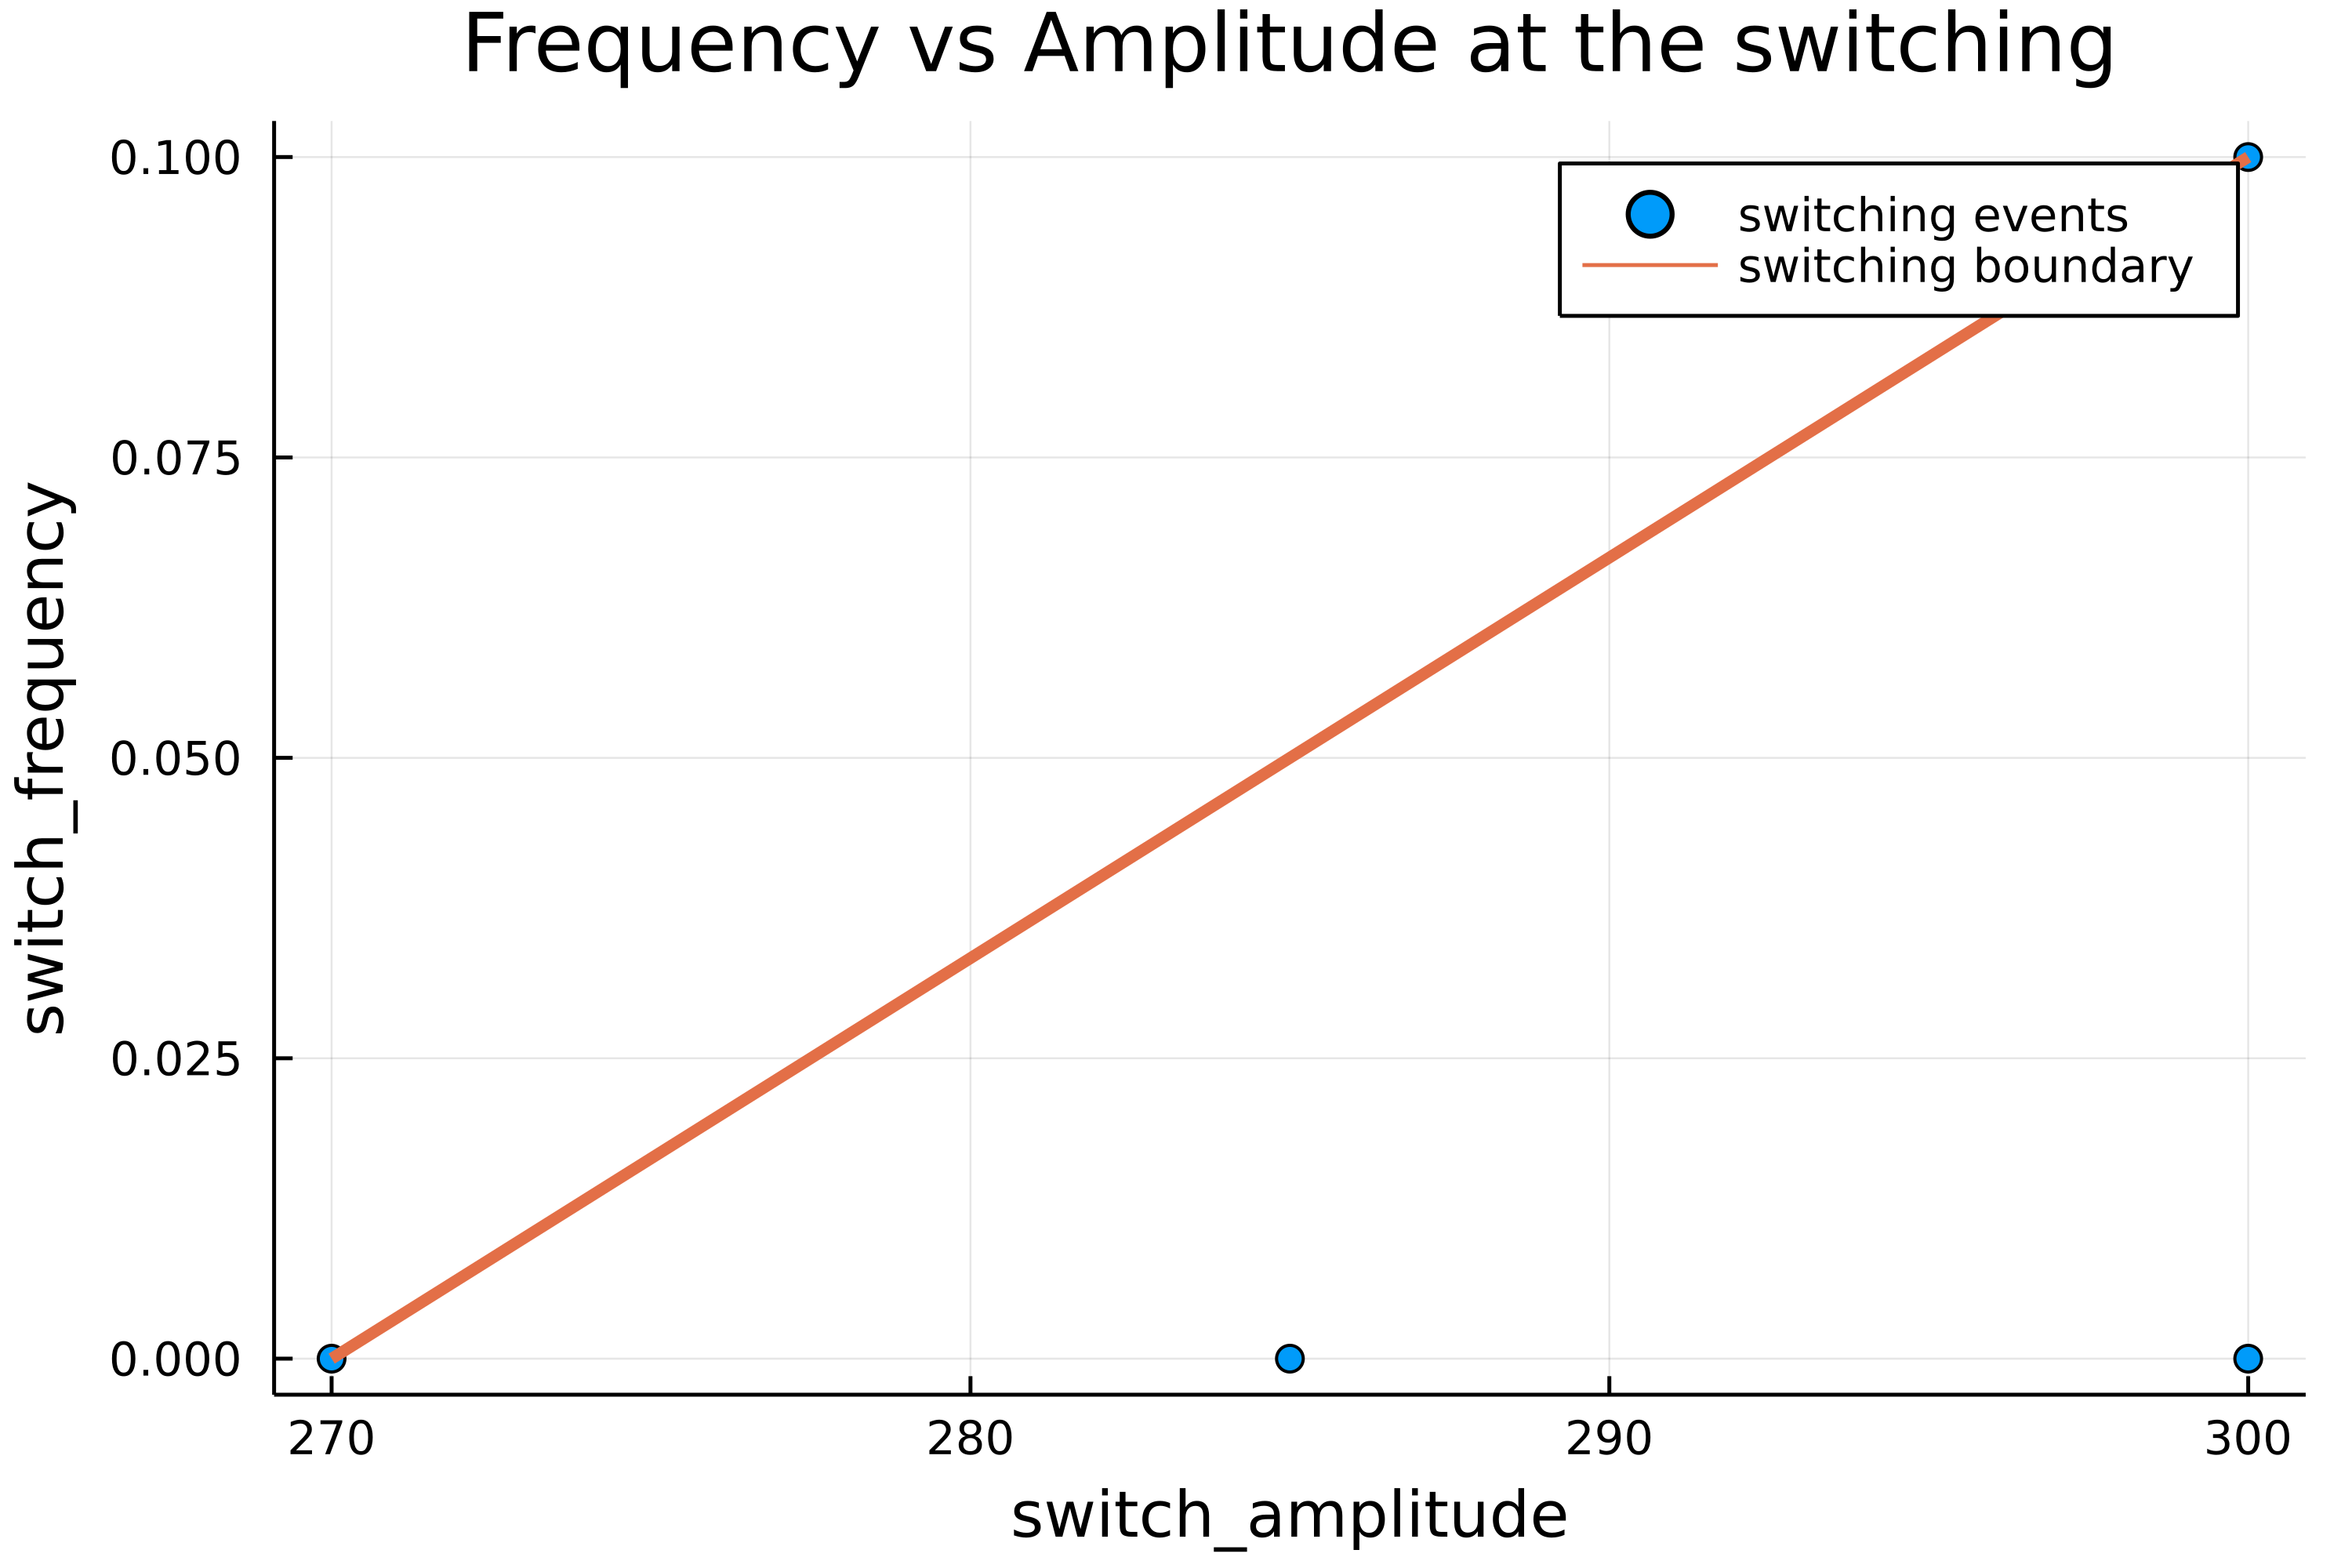 Frequency vs Amplitude at the switching
switching events
switching boundary
0.100
0.075
0.050
0.025
0.000
switch_frequency
270
280
290
300
switch_amplitude